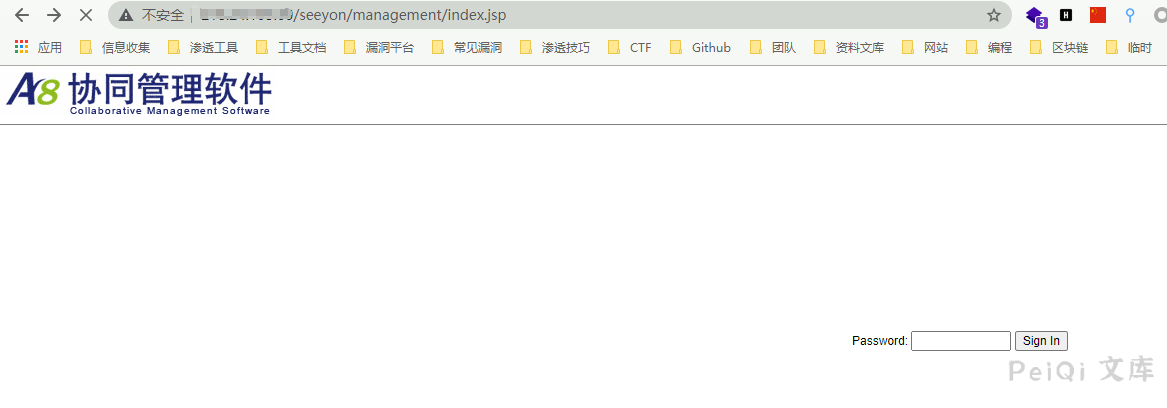 不安全 /seeyon/management/index.jsp
3 H
应用 信息收集 渗透工具 工具文档 漏洞平台 常见漏洞 渗透技巧 CTF Github 团队 资料文库 网站 编程 区块链 临时
A8 协同管理软件
Collaborative Management Software
Password: Sign In
PeiQi 文库